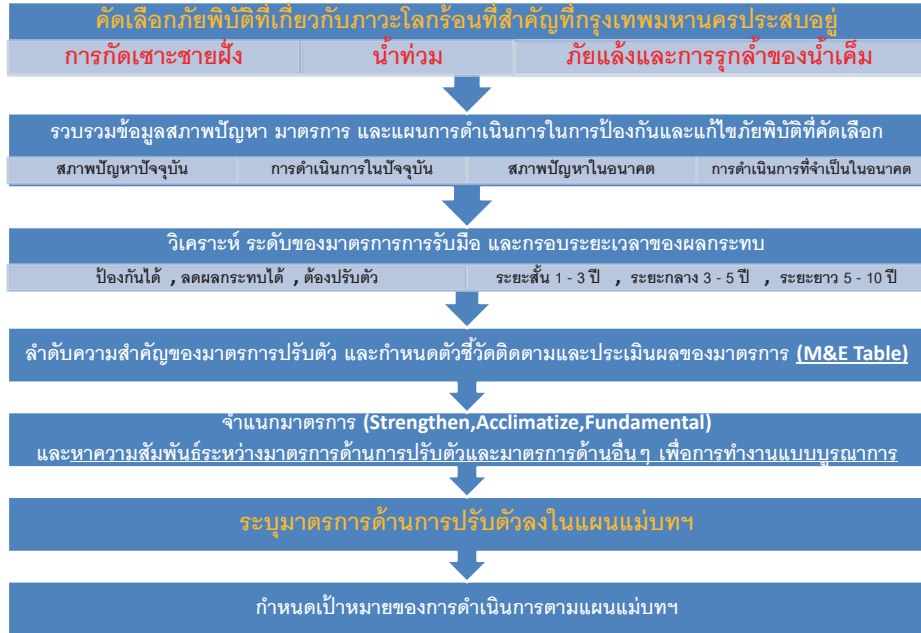 คัดเลือกภัยพิบัติที่เกี่ยวกับภาวะโลกร้อนที่สำคัญที่กรุงเทพมหานครประสบอยู่
การกัดเซาะชายฝั่ง น้ำท่วม ภัยแล้งและการรุกล้ำของน้ำเค็ม
รวบรวมข้อมูลสภาพปัญหา มาตรการ และแผนการดำเนินการในการป้องกันและแก้ไขภัยพิบัติที่คัดเลือก
สภาพปัญหาปัจจุบัน การดำเนินการในปัจจุบัน สภาพปัญหาในอนาคต การดำเนินการที่จำเป็นในอนาคต
วิเคราะห์ ระดับของมาตรการการรับมือ และกรอบระยะเวลาของผลกระทบ
ป้องกันได้ , ลดผลกระทบได้ , ต้องปรับตัว ระยะสั้น 1 - 3 ปี , ระยะกลาง 3 - 5 ปี , ระยะยาว 5 - 10 ปี
ลำดับความสำคัญของมาตรการปรับตัว และกำหนดตัวชี้วัดติดตามและประเมินผลของมาตรการ (M&E Table)
จำแนกมาตรการ (Strengthen,Acclimatize,Fundamental)
และหาความสัมพันธ์ระหว่างมาตรการด้านการปรับตัวและมาตรการด้านอื่นๆ เพื่อการทำงานแบบบูรณาการ
ระบุมาตรการด้านการปรับตัวลงในแผนแม่บทฯ
กำหนดเป้าหมายของการดำเนินการตามแผนแม่บทฯ